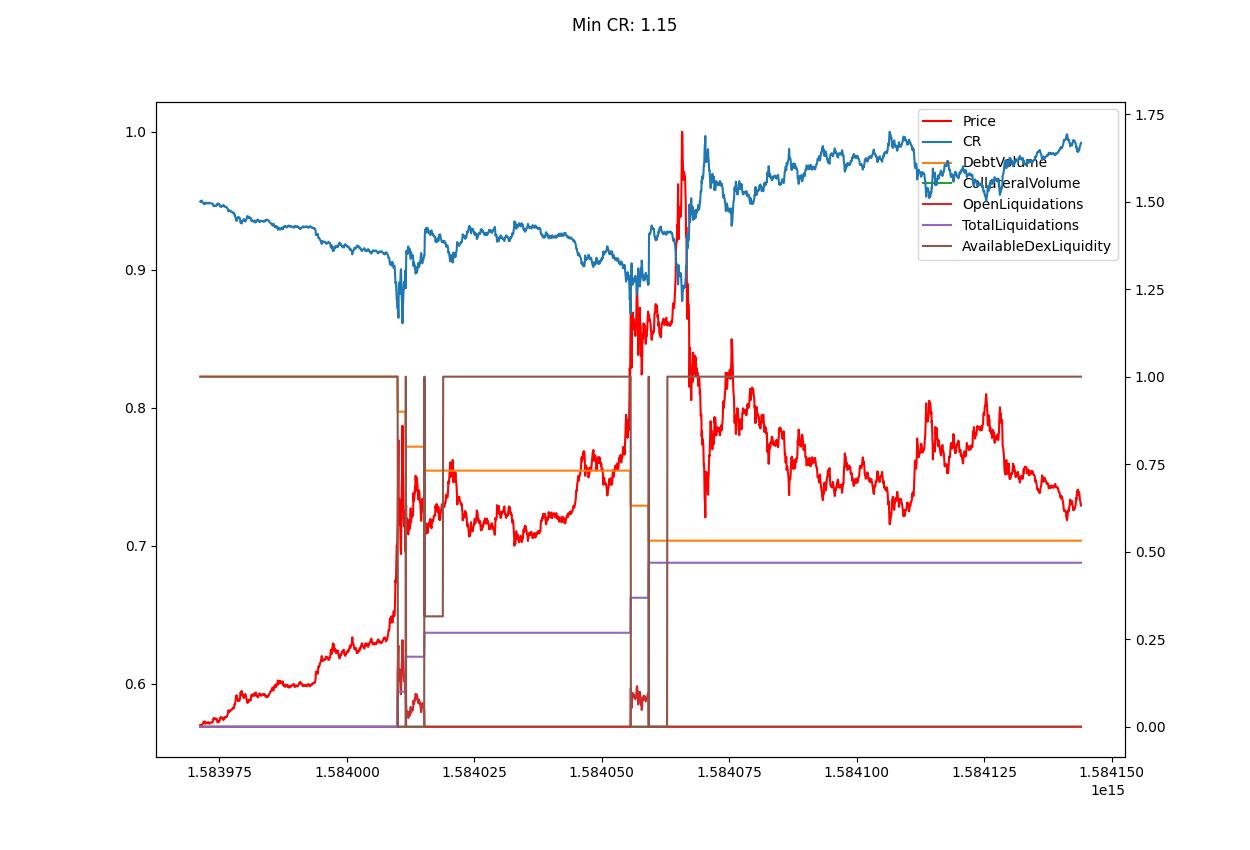 Min CR: 1.15
1.0
0.9
0.8
0.7
0.6
1.75
1.50
1.25
1.00
0.75
0.50
0.25
0.00
Price
CR
DebtVolume
CollateralVolume
OpenLiquidations
TotalLiquidations
AvailableDexLiquidity
1.583975 1.584000 1.584025 1.584050 1.584075 1.584100 1.584125 1.584150
1e15